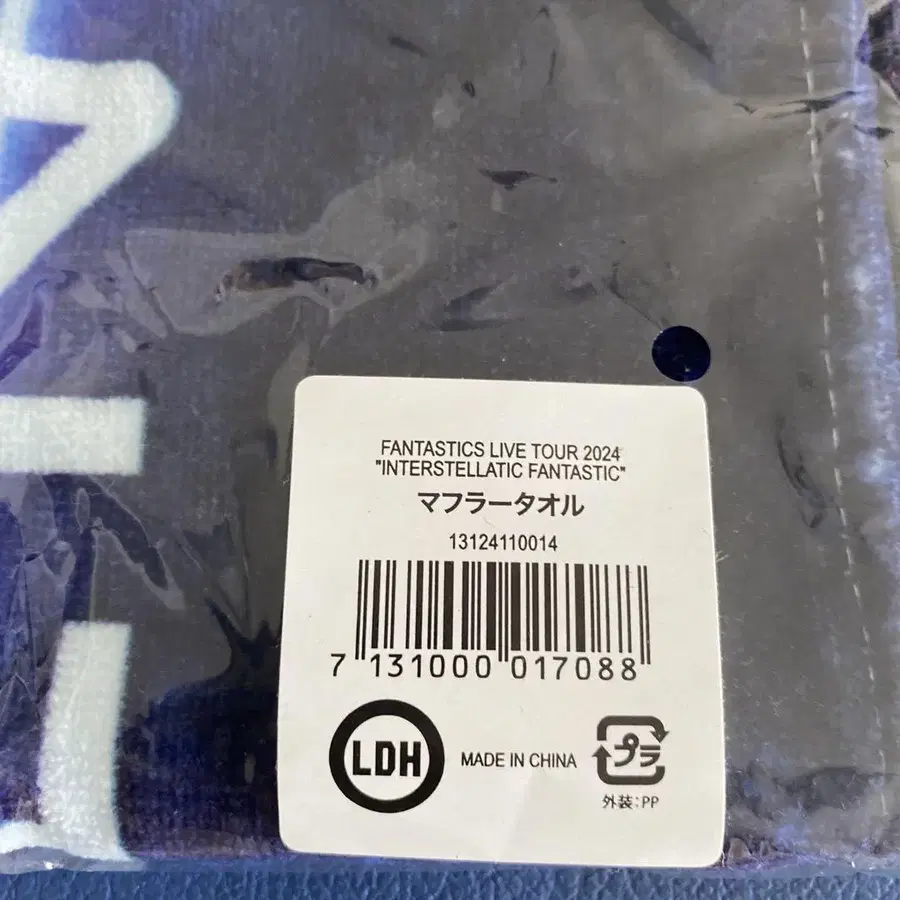 FANTASTICS LIVE TOUR 2024
"INTERSTELLATIC FANTASTIC"
マフラータオル
13124110014
7 131000 017088
LDH
MADE IN CHINA
プラ
外装:PP